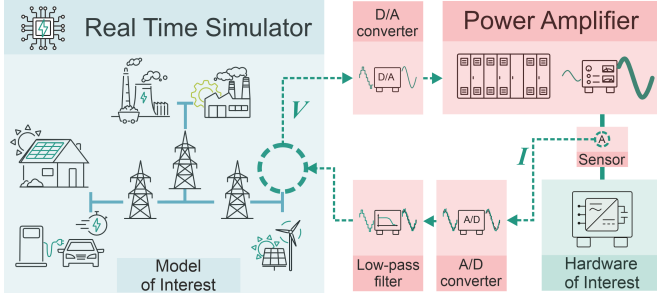 Real Time Simulator
D/A
converter
D/A
Power Amplifier
V
I
A
Sensor
A/D
Low-pass
filter
A/D
converter
Hardware
of Interest
Model
of Interest